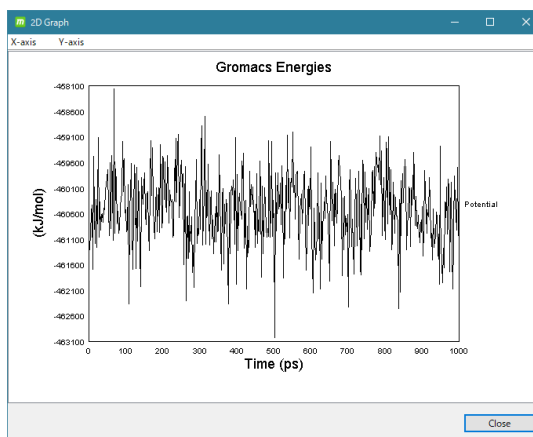 2D Graph
X-axis Y-axis
Gromacs Energies
-458100
-458600
-459100
-459600
-460100
-460600
-461100
-461600
-462100
-462600
-463100
(kJ/mol)
Potential
0 100 200 300 400 500 600 700 800 900 1000
Time (ps)
Close